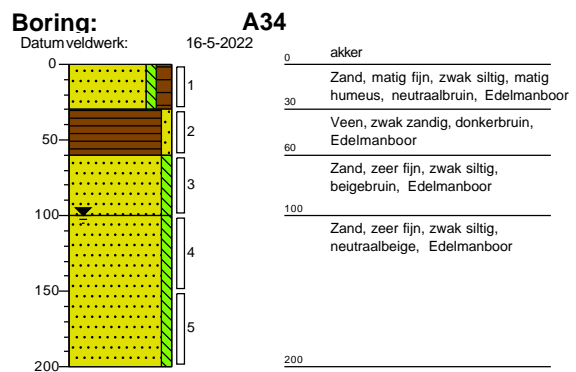 Boring: A34
Datum veldwerk: 16-5-2022
0
50
100
150
200
1
2
3
4
5
0 akker
Zand, matig fijn, zwak siltig, matig
humeus, neutraalbruin, Edelmanboor
30
Veen, zwak zandig, donkerbruin,
Edelmanboor
60
Zand, zeer fijn, zwak siltig,
beigebruin, Edelmanboor
100
Zand, zeer fijn, zwak siltig,
neutraalbeige, Edelmanboor
200